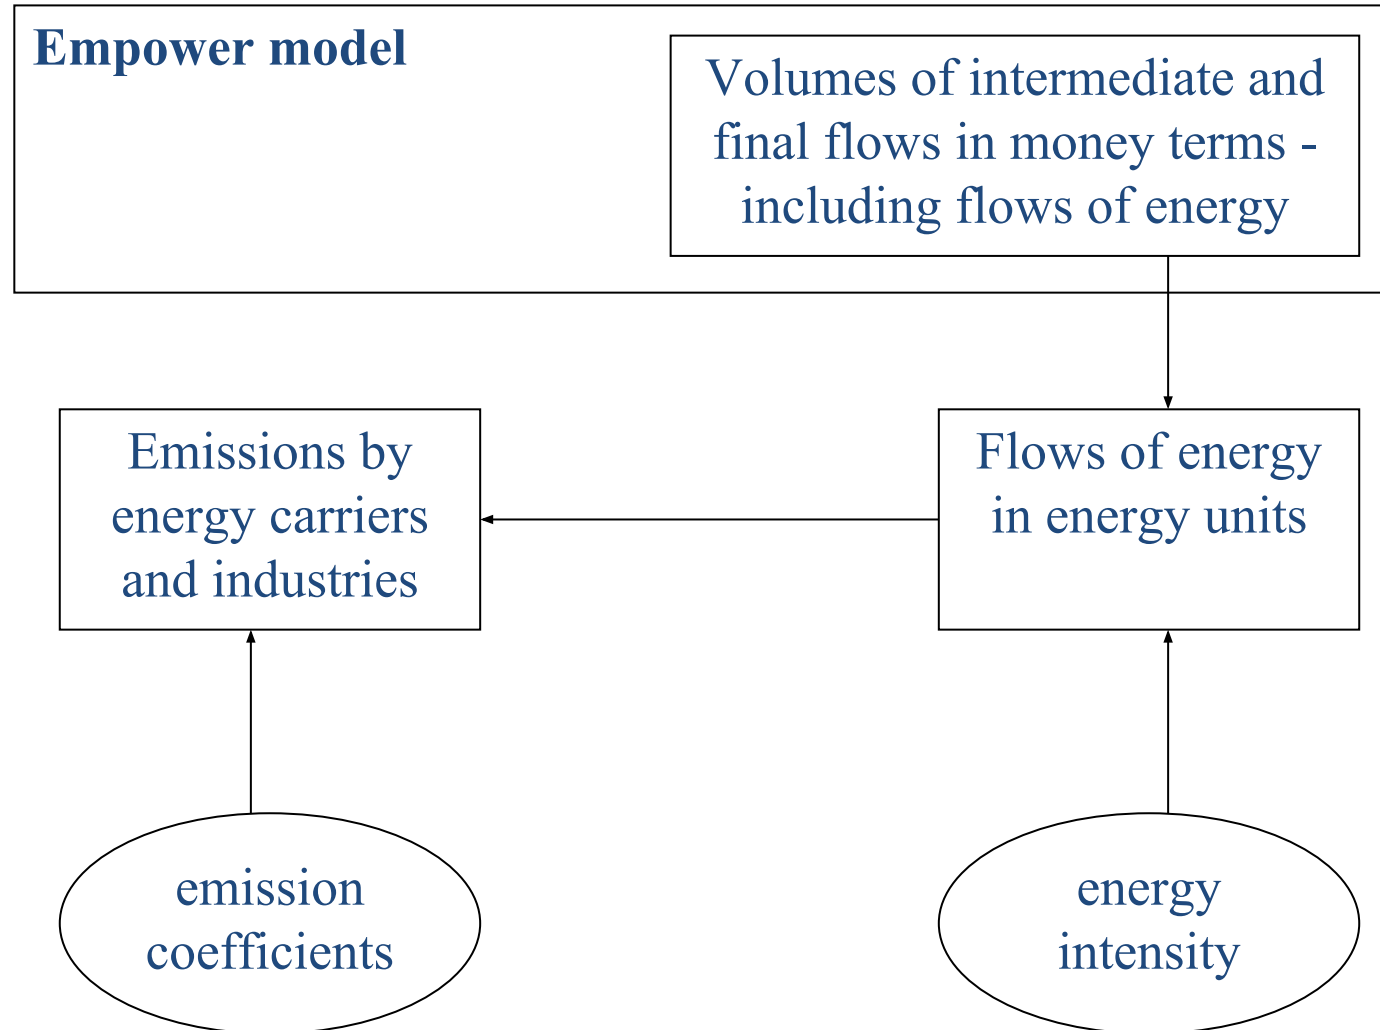 Empower model
Volumes of intermediate and
final flows in money terms -
including flows of energy
Emissions by
energy carriers
and industries
Flows of energy
in energy units
emission
coefficients
energy
intensity